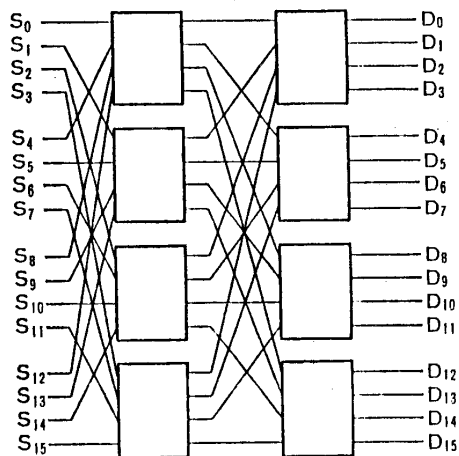 S₀ D₀
S₁ D₁
S₂ D₂
S₃ D₃
S₄ D₄
S₅ D₅
S₆ D₆
S₇ D₇
S₈ D₈
S₉ D₉
S₁₀ D₁₀
S₁₁ D₁₁
S₁₂ D₁₂
S₁₃ D₁₃
S₁₄ D₁₄
S₁₅ D₁₅